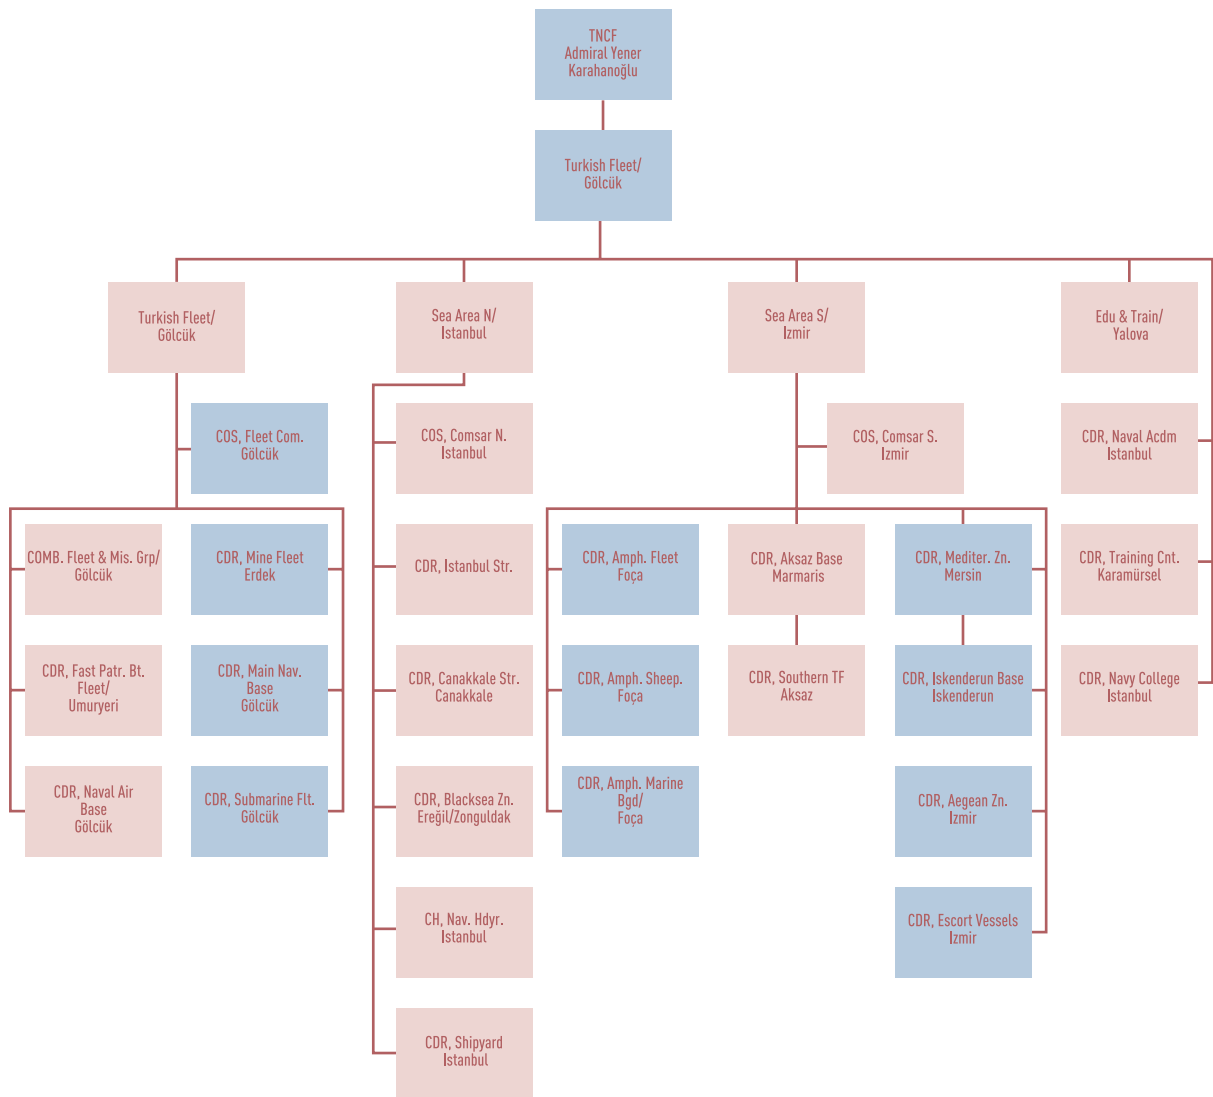 TNCF
Admiral Yener
Karahanoğlu
Turkish Fleet/
Gölcük
Turkish Fleet/
Gölcük
Sea Area N/
Istanbul
Sea Area S/
Izmir
Edu & Train/
Yalova
COS, Fleet Com.
Gölcük
COS, Comsar N.
Istanbul
COS, Comsar S.
Izmir
CDR, Naval Acdm
Istanbul
COMB. Fleet & Mis. Grp/
Gölcük
CDR, Mine Fleet
Erdek
CDR, Istanbul Str.
CDR, Amph. Fleet
Foça
CDR, Aksaz Base
Marmaris
CDR, Mediter. Zn.
Mersin
CDR, Training Cnt.
Karamürsel
CDR, Fast Patr. Bt.
Fleet/
Umuryeri
CDR, Main Nav.
Base
Gölcük
CDR, Canakkale Str.
Canakkale
CDR, Amph. Sheep.
Foça
CDR, Southern TF
Aksaz
CDR, Iskenderun Base
Iskenderun
CDR, Navy College
Istanbul
CDR, Naval Air
Base
Gölcük
CDR, Submarine Flt.
Gölcük
CDR, Blacksea Zn.
Ereğil/Zonguldak
CDR, Amph. Marine
Bgd/
Foça
CDR, Aegean Zn.
Izmir
CH, Nav. Hdyr.
Istanbul
CDR, Escort Vessels
Izmir
CDR, Shipyard
Istanbul